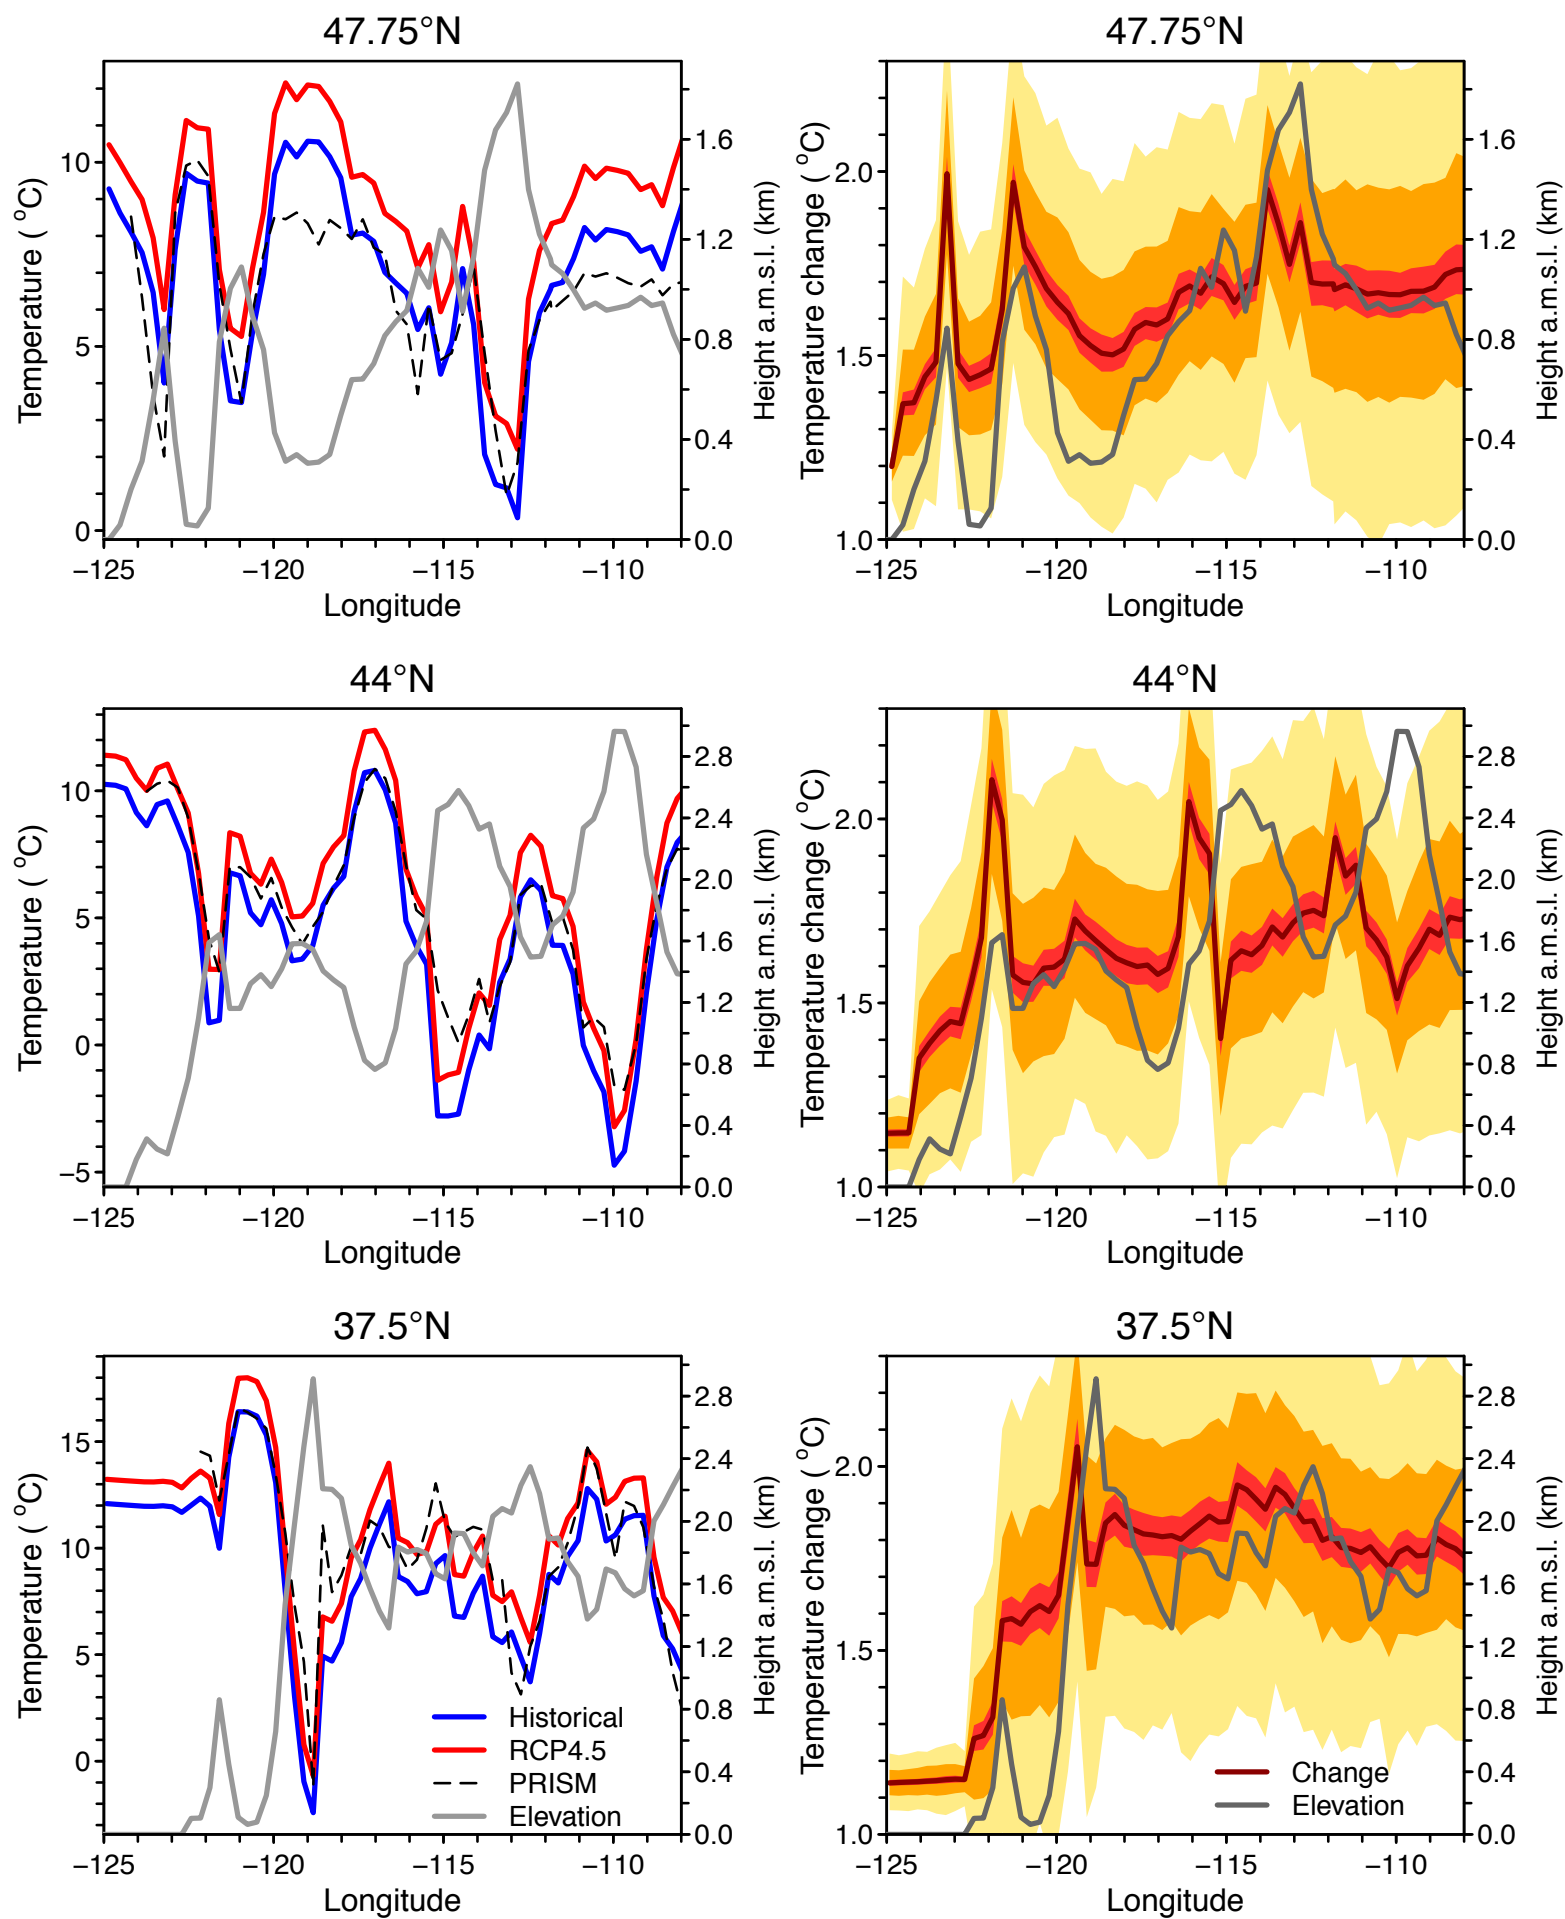 47.75°N
Temperature ( °C)
10
5
0
1.6
1.2
0.8
0.4
0.0
Height a.m.s.l. (km)
−125 −120 −115 −110
Longitude
47.75°N
Temperature change ( °C)
2.0
1.5
1.0
1.6
1.2
0.8
0.4
0.0
Height a.m.s.l. (km)
−125 −120 −115 −110
Longitude
44°N
Temperature ( °C)
10
5
0
−5
2.8
2.4
2.0
1.6
1.2
0.8
0.4
0.0
Height a.m.s.l. (km)
−125 −120 −115 −110
Longitude
44°N
Temperature change ( °C)
2.0
1.5
1.0
2.8
2.4
2.0
1.6
1.2
0.8
0.4
0.0
Height a.m.s.l. (km)
−125 −120 −115 −110
Longitude
37.5°N
Temperature ( °C)
15
10
5
0
2.8
2.4
2.0
1.6
1.2
0.8
0.4
0.0
Height a.m.s.l. (km)
Historical
RCP4.5
PRISM
Elevation
−125 −120 −115 −110
Longitude
37.5°N
Temperature change ( °C)
2.0
1.5
1.0
2.8
2.4
2.0
1.6
1.2
0.8
0.4
0.0
Height a.m.s.l. (km)
Change
Elevation
−125 −120 −115 −110
Longitude